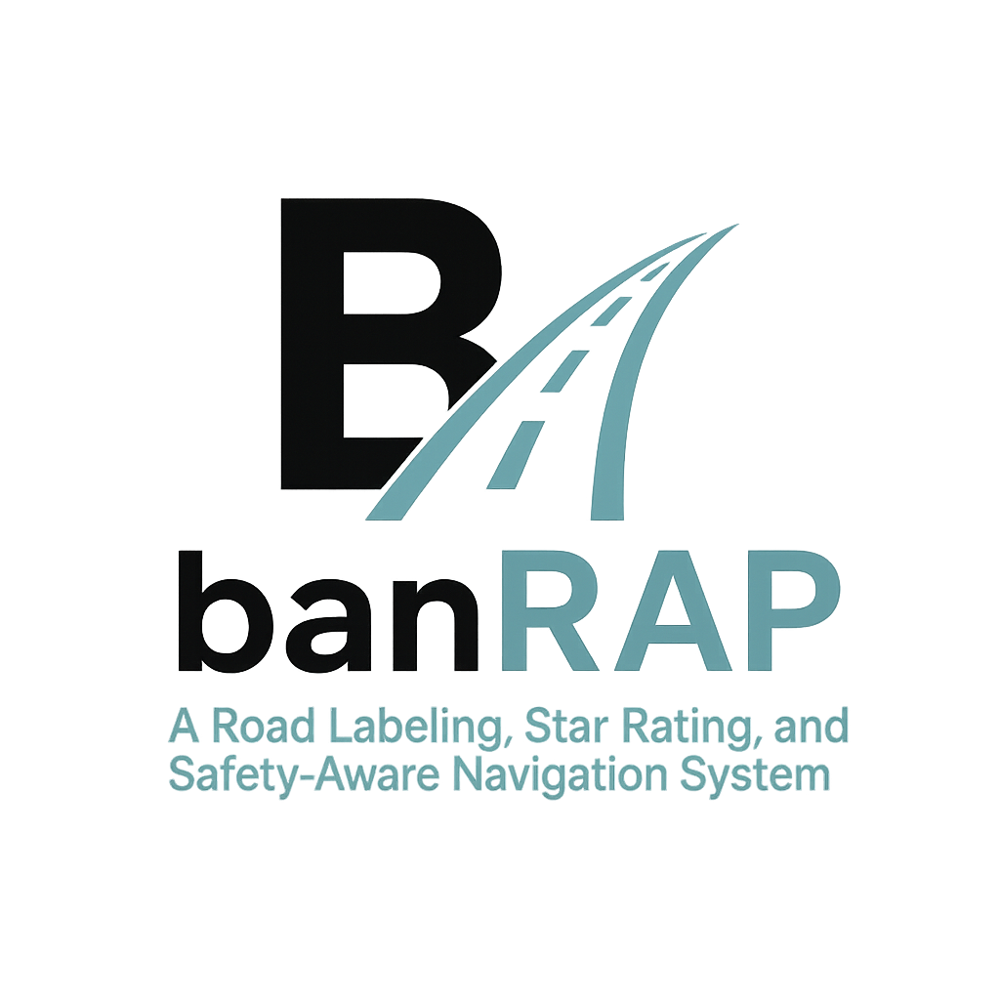 B
banRAP
A Road Labeling, Star Rating, and
Safety-Aware Navigation System